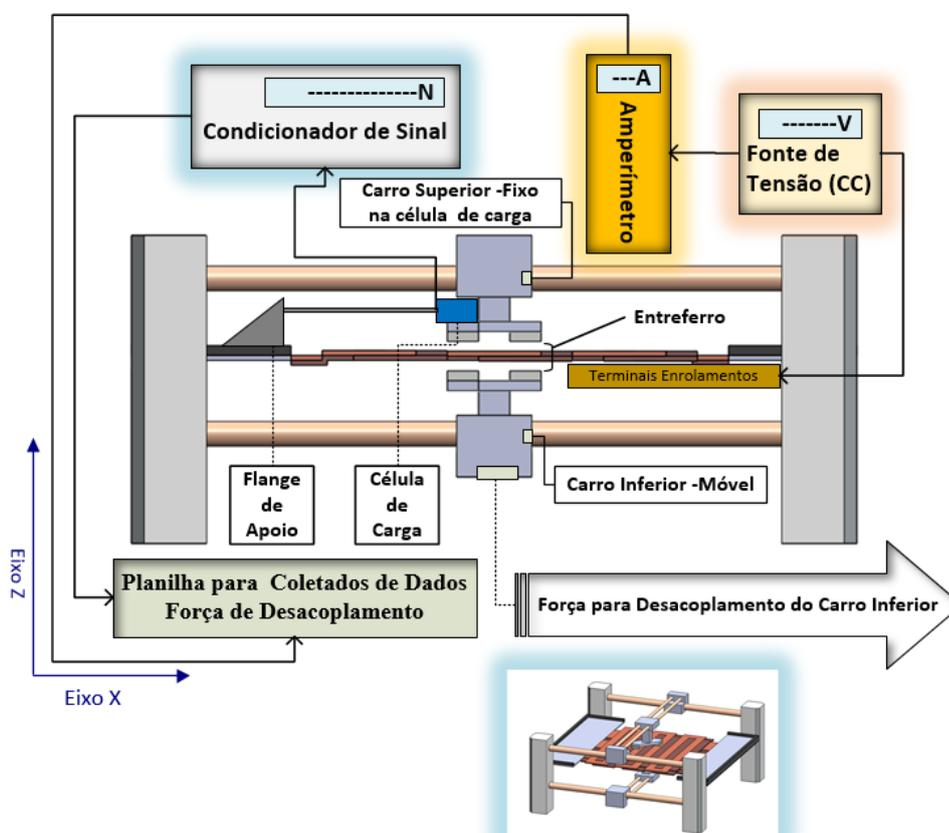 ---A
Amperímetro
--------------N
Condicionador de Sinal
-------V
Fonte de
Tensão (CC)
Carro Superior -Fixo
na célula de carga
Entreferro
Terminais Enrolamentos
Flange
de
Apoio
Célula
de
Carga
Carro Inferior -Móvel
Eixo Z
Planilha para Coletados de Dados
Força de Desacoplamento
Força para Desacoplamento do Carro Inferior
Eixo X